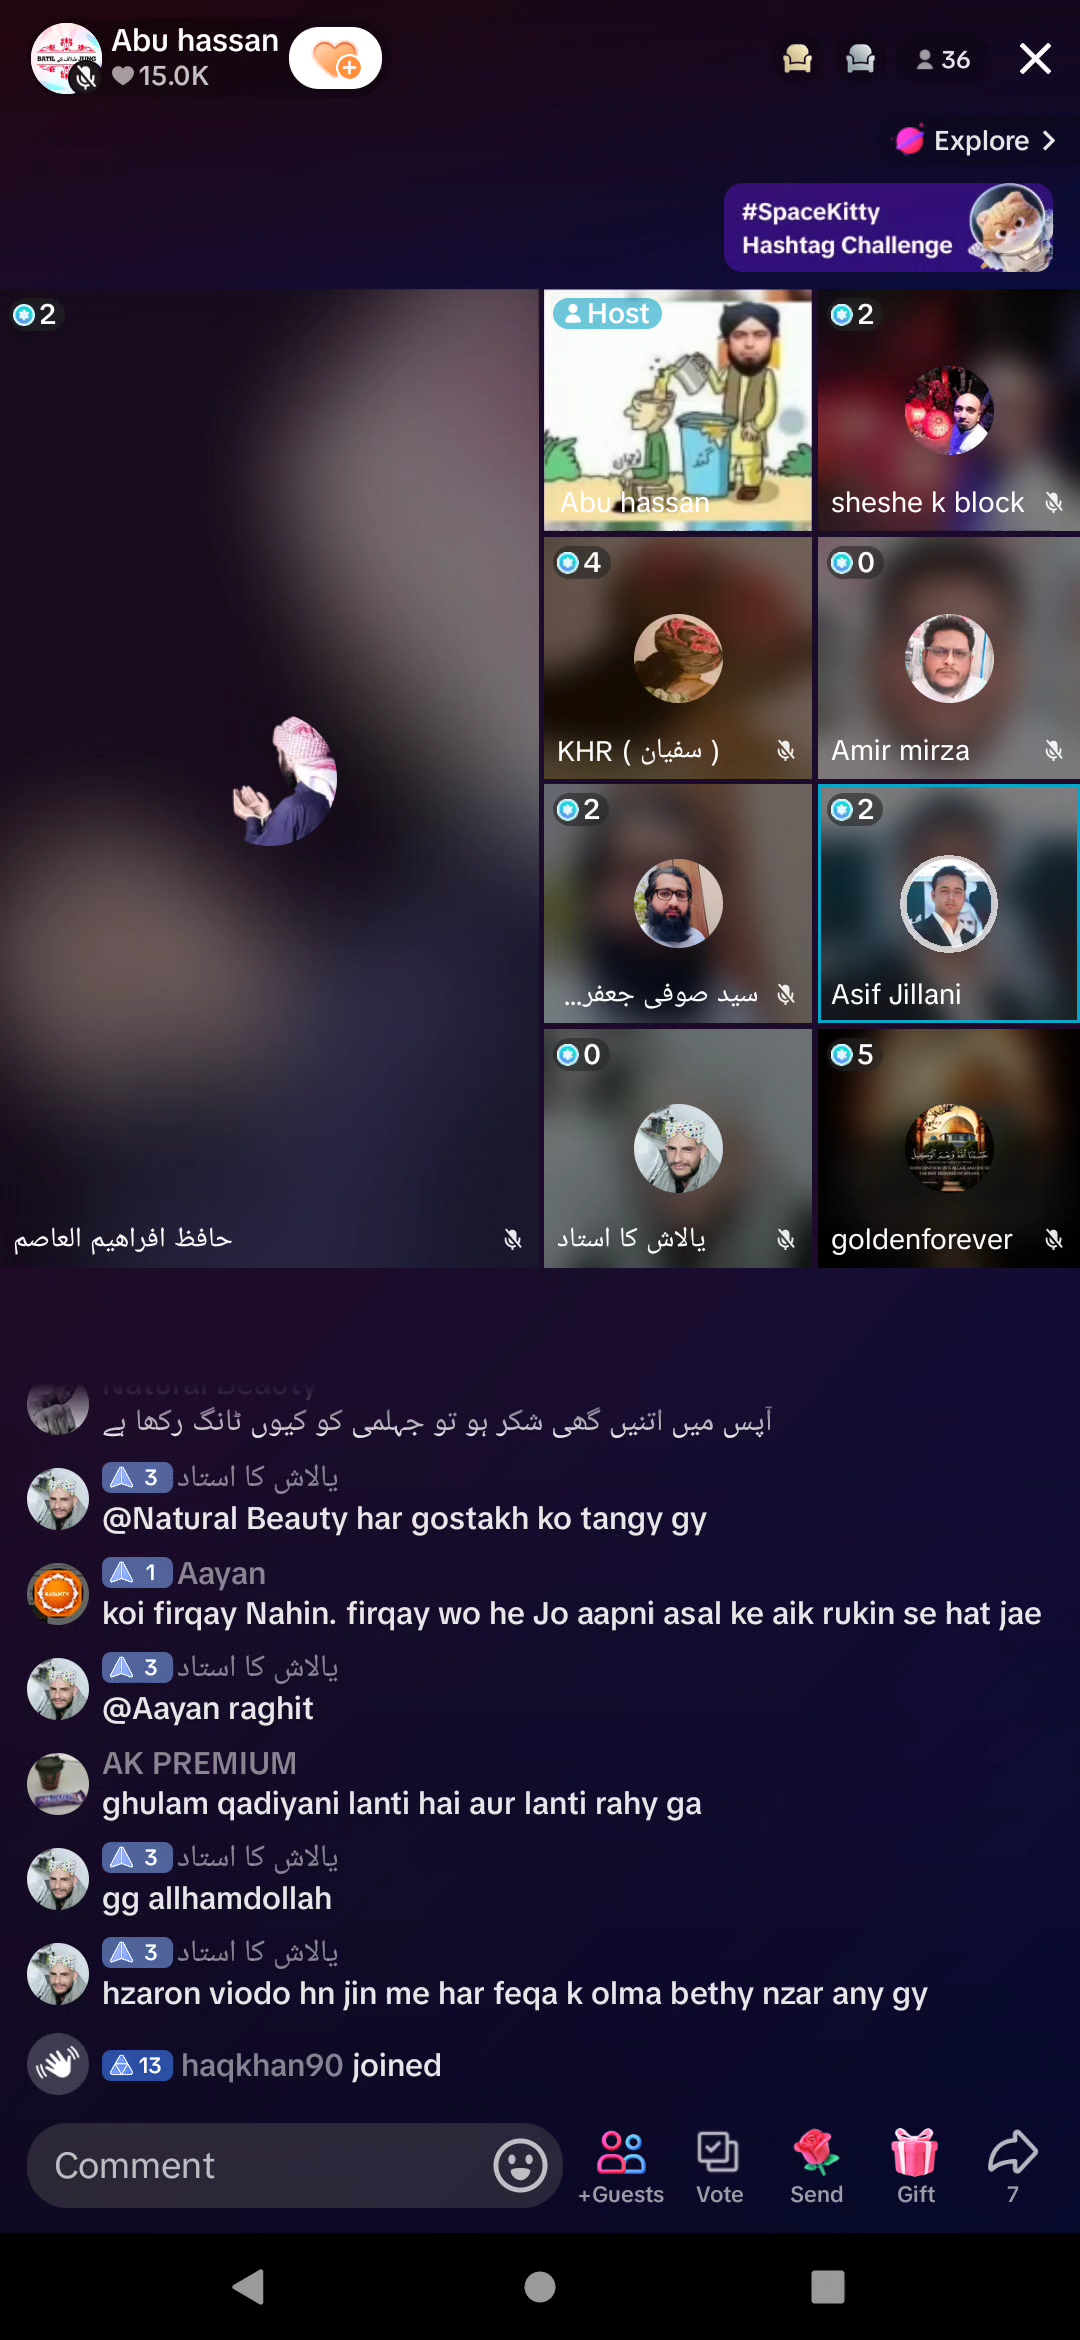 Abu hassan
15.0K
36
Explore
#SpaceKitty
Hashtag Challenge
2
Host
نوجوان
گند
Abu hassan
2
sheshe k block
4
KHR ( سفیان )
0
Amir mirza
2
سید صوفی جعفر...
2
Asif Jillani
حافظ افراھیم العاصم
0
یالاش کا استاد
5
goldenforever
Natural Beauty
آپس میں اتنیں گھی شکر ہو تو جہلمی کو کیوں ٹانگ رکھا ہے
3 یالاش کا استاد
@Natural Beauty har gostakh ko tangy gy
1 Aayan
koi firqay Nahin. firqay wo he Jo aapni asal ke aik rukin se hat jae
3 یالاش کا استاد
@Aayan raghit
AK PREMIUM
ghulam qadiyani lanti hai aur lanti rahy ga
3 یالاش کا استاد
gg allhamdollah
3 یالاش کا استاد
hzaron viodo hn jin me har feqa k olma bethy nzar any gy
13 haqkhan90 joined
Comment
+Guests
Vote
Send
Gift
7